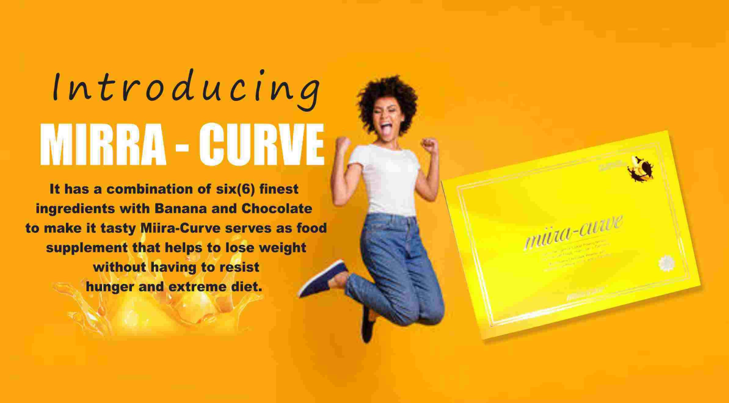 Introducing
MIRRA - CURVE
It has a combination of six(6) finest
ingredients with Banana and Chocolate
to make it tasty Miira-Curve serves as food
supplement that helps to lose weight
without having to resist
hunger and extreme diet.
miira-curve